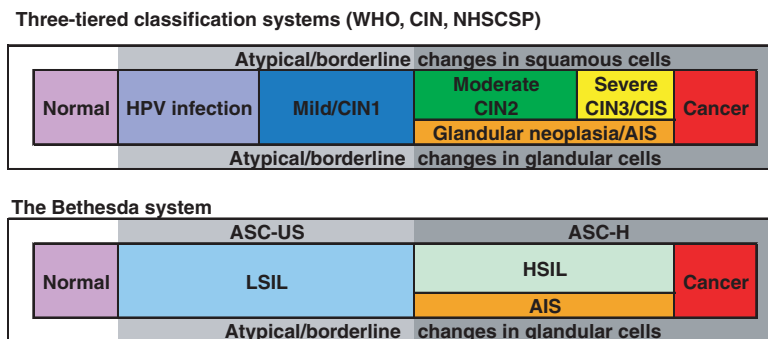 Three-tiered classification systems (WHO, CIN, NHSCSP)
Atypical/borderline changes in squamous cells
Normal
HPV infection
Mild/CIN1
Moderate
CIN2
Severe
CIN3/CIS
Cancer
Glandular neoplasia/AIS
Atypical/borderline changes in glandular cells
The Bethesda system
ASC-US
ASC-H
Normal
LSIL
HSIL
Cancer
AIS
Atypical/borderline changes in glandular cells